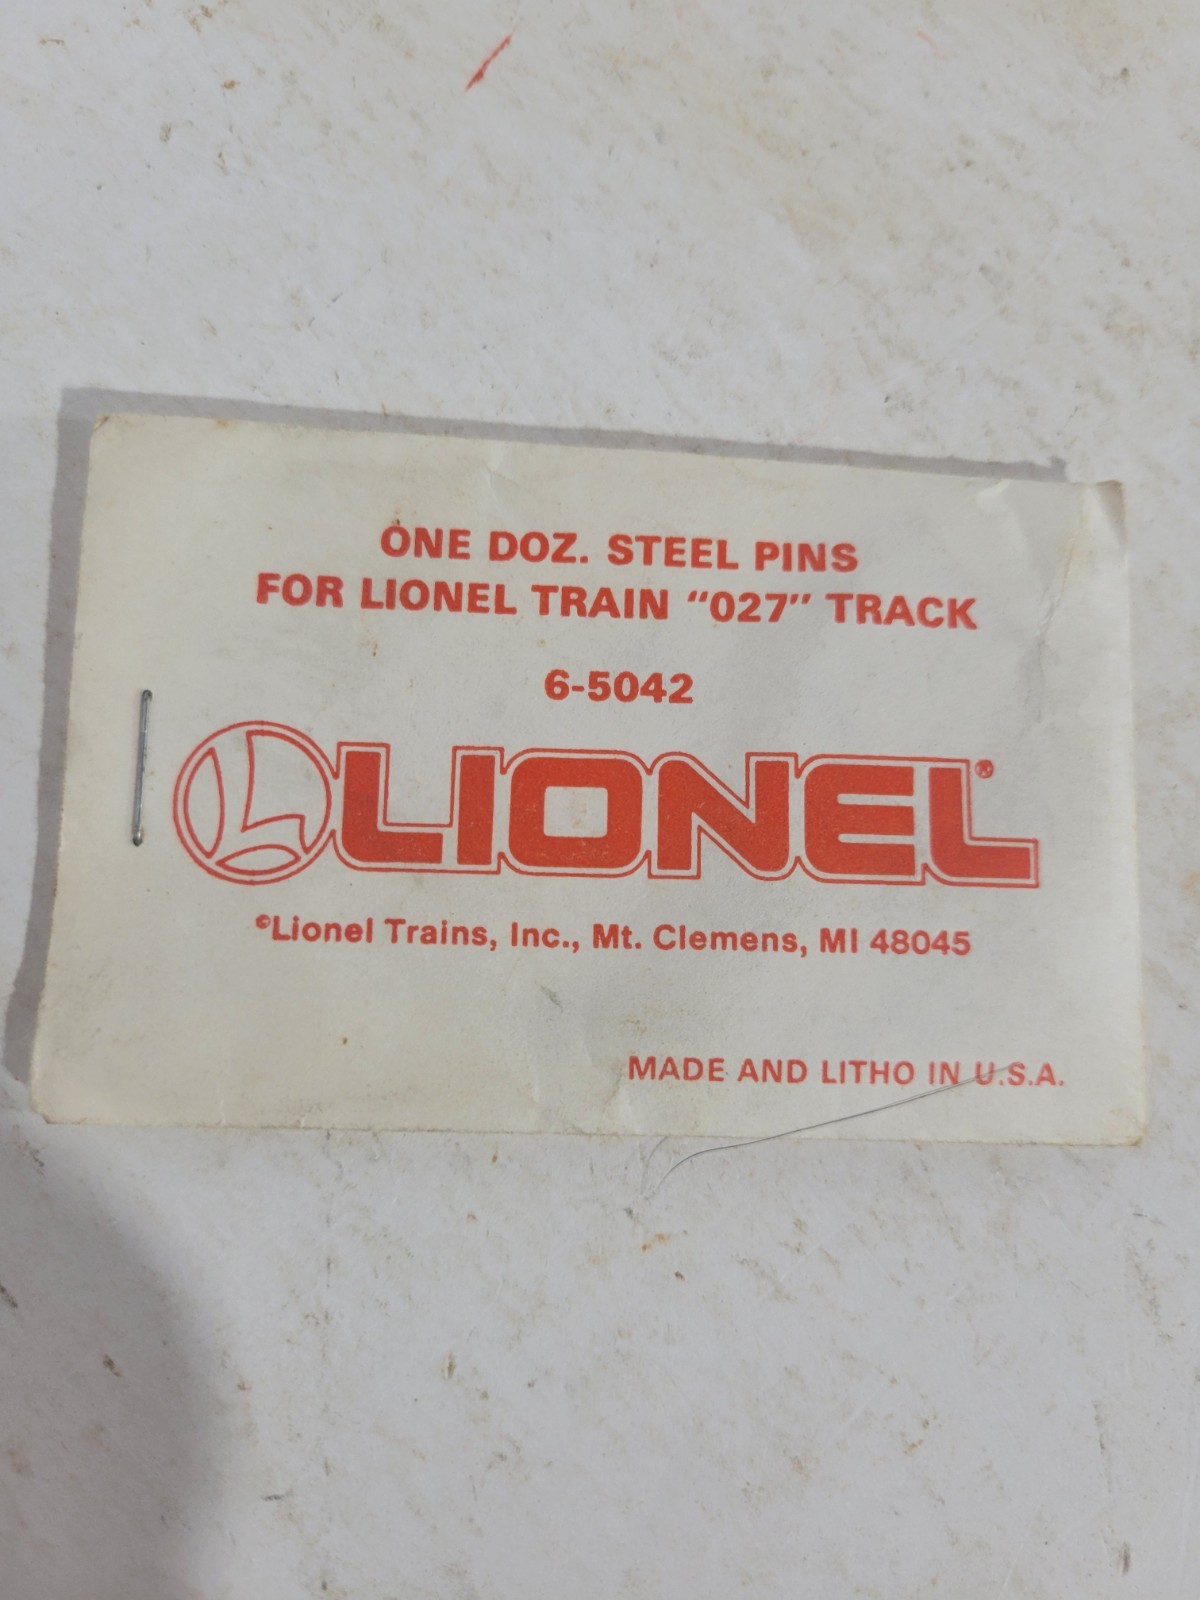 ONE DOZ. STEEL PINS
FOR LIONEL TRAIN "027" TRACK
6-5042
L LIONEL®
©Lionel Trains, Inc., Mt. Clemens, MI 48045
MADE AND LITHO IN U.S.A.